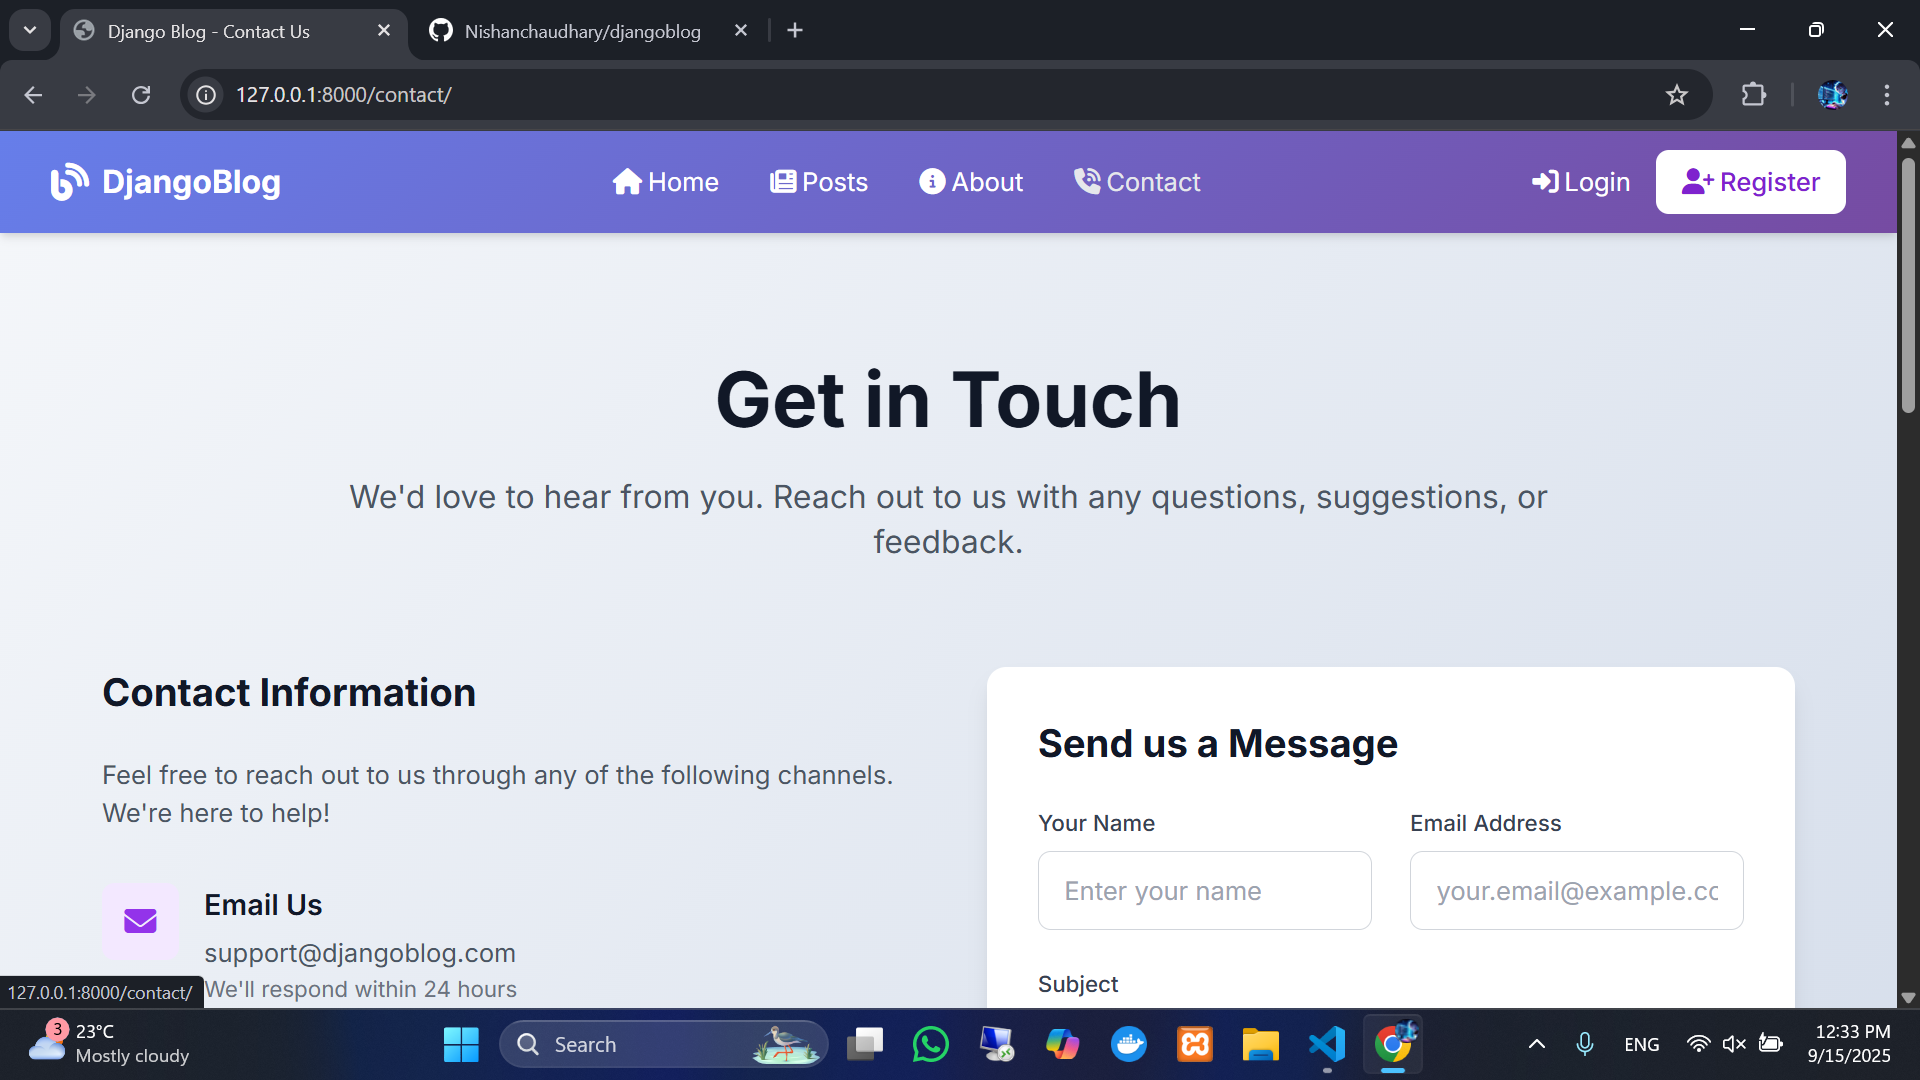 Django Blog - Contact Us
Nishanchaudhary/djangoblog
127.0.0.1:8000/contact/
DjangoBlog
Home
Posts
About
Contact
Login
Register
Get in Touch
We'd love to hear from you. Reach out to us with any questions, suggestions, or
feedback.
Contact Information
Feel free to reach out to us through any of the following channels.
We're here to help!
Email Us
support@djangoblog.com
We'll respond within 24 hours
Send us a Message
Your Name
Email Address
Enter your name
your.email@example.cc
Subject
127.0.0.1:8000/contact/
3
23°C
Mostly cloudy
Search
ENG
12:33 PM
9/15/2025